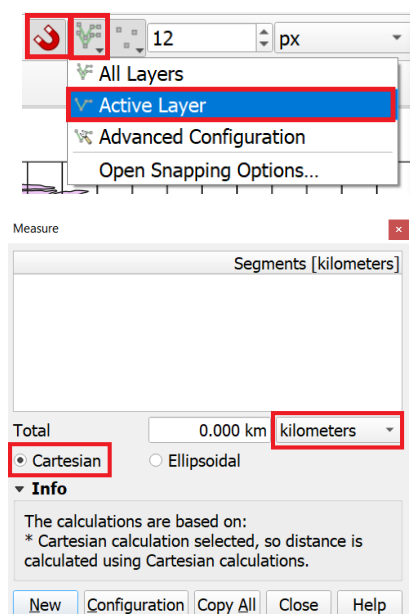 12 px
All Layers
Active Layer
Advanced Configuration
Open Snapping Options...
Measure
Segments [kilometers]
Total 0.000 km kilometers
Cartesian Ellipsoidal
Info
The calculations are based on:
* Cartesian calculation selected, so distance is
calculated using Cartesian calculations.
New Configuration Copy All Close Help